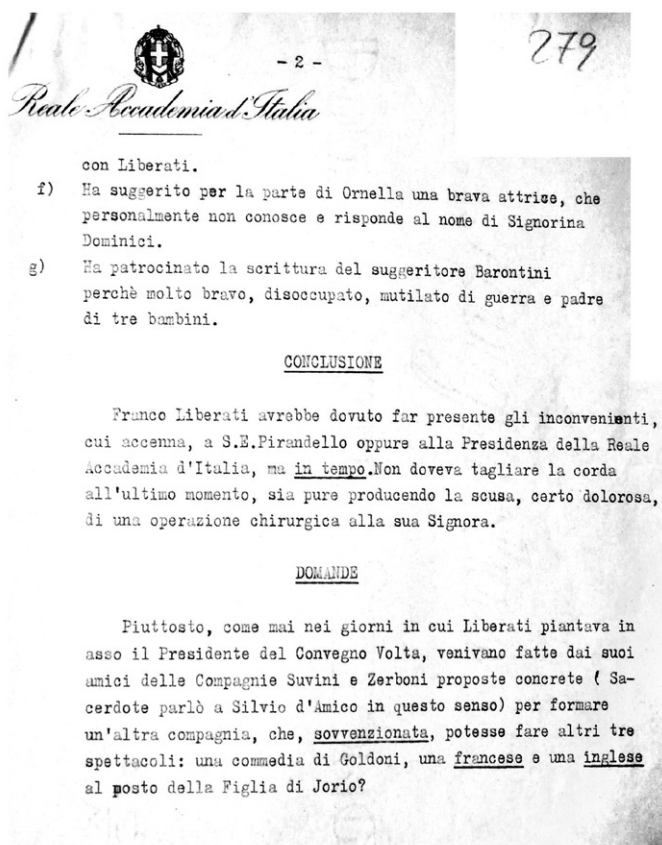 - 2 -
279
Reale Accademia d'Italia
con Liberati.
f) Ha suggerito per la parte di Ornella una brava attrice, che
personalmente non conosce e risponde al nome di Signorina
Dominici.
g) Ha patrocinato la scrittura del suggeritore Barontini
perchè molto bravo, disoccupato, mutilato di guerra e padre
di tre bambini.
CONCLUSIONE
Franco Liberati avrebbe dovuto far presente gli inconvenienti,
cui accenna, a S.E.Pirandello oppure alla Presidenza della Reale
Accademia d'Italia, ma in tempo.Non doveva tagliare la corda
all'ultimo momento, sia pure producendo la scusa, certo dolorosa,
di una operazione chirurgica alla sua Signora.
DOMANDE
Piuttosto, come mai nei giorni in cui Liberati piantava in
asso il Presidente del Convegno Volta, venivano fatte dai suoi
amici delle Compagnie Suvini e Zerboni proposte concrete ( Sa-
cerdote parlò a Silvio d'Amico in questo senso) per formare
un'altra compagnia, che, sovvenzionata, potesse fare altri tre
spettacoli: una commedia di Goldoni, una francese e una inglese
al posto della Figlia di Jorio?